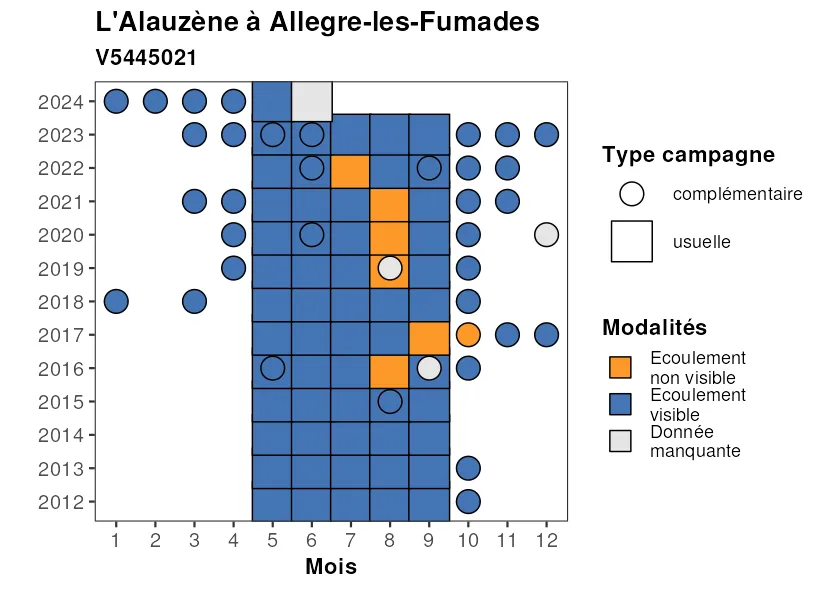 L'Alauzène à Allegre-les-Fumades
V5445021
2024
2023
2022
2021
2020
2019
2018
2017
2016
2015
2014
2013
2012
1 2 3 4 5 6 7 8 9 10 11 12
Mois
Type campagne
complémentaire
usuelle
Modalités
Ecoulement
non visible
Ecoulement
visible
Donnée
manquante